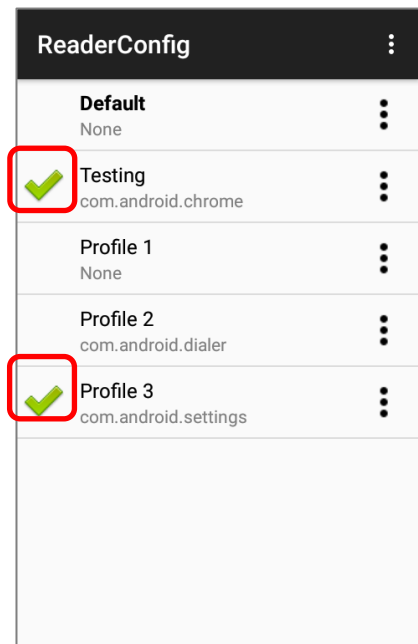 ReaderConfig
Default
None
Testing
com.android.chrome
Profile 1
None
Profile 2
com.android.dialer
Profile 3
com.android.settings